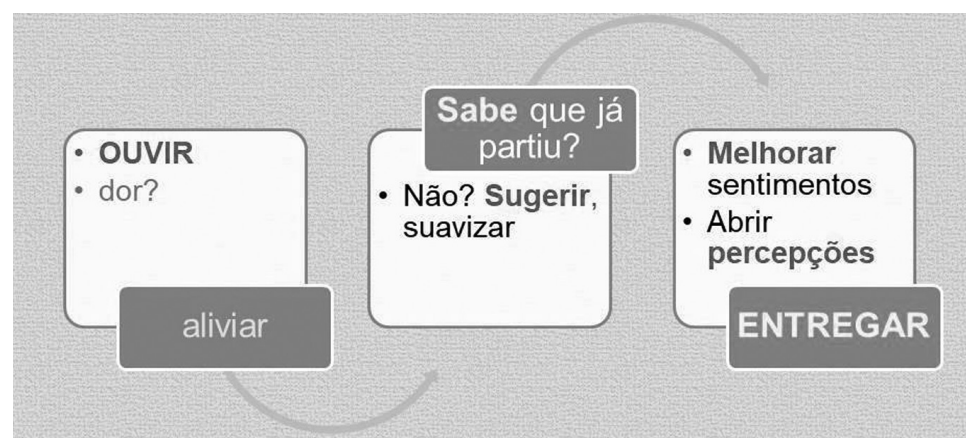 • OUVIR
• dor?
aliviar
Sabe que já
partiu?
• Não? Sugerir,
suavizar
• Melhorar
sentimentos
• Abrir
percepções
ENTREGAR